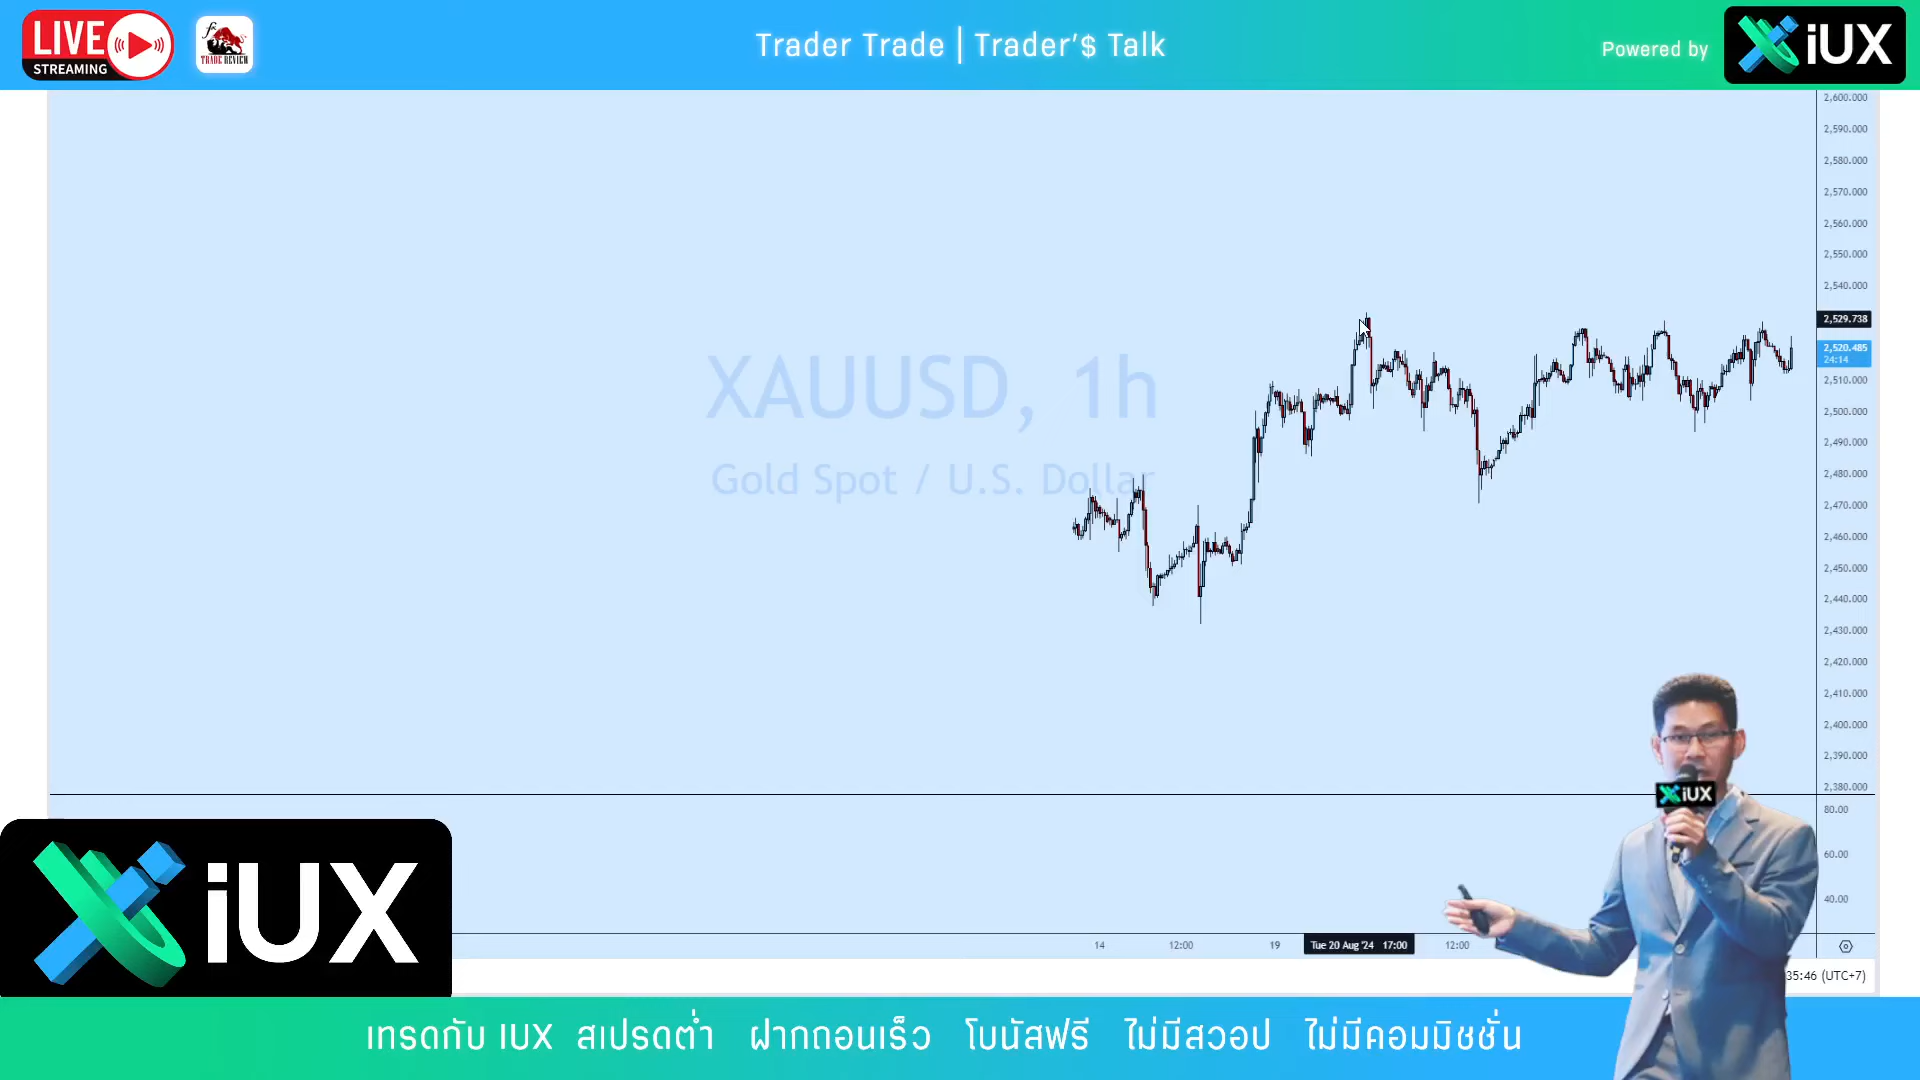 LIVE
STREAMING
fx
TRADE REVIEW
Trader Trade | Trader'$ Talk
Powered by
iUX
2,600.000
2,590.000
2,580.000
2,570.000
2,560.000
2,550.000
2,540.000
2,529.738
2,520.485
24:14
2,510.000
2,500.000
2,490.000
2,480.000
2,470.000
2,460.000
2,450.000
2,440.000
2,430.000
2,420.000
2,410.000
2,400.000
2,390.000
2,380.000
XAUUSD, 1h
Gold Spot / U.S. Dollar
iUX
80.00
60.00
40.00
iUX
14 12:00 19 Tue 20 Aug '24 17:00 12:00
35:46 (UTC+7)
เทรดกับ IUX สเปรดต่ำ ฝากถอนเร็ว โบนัสฟรี ไม่มีสวอป ไม่มีคอมมิชชั่น